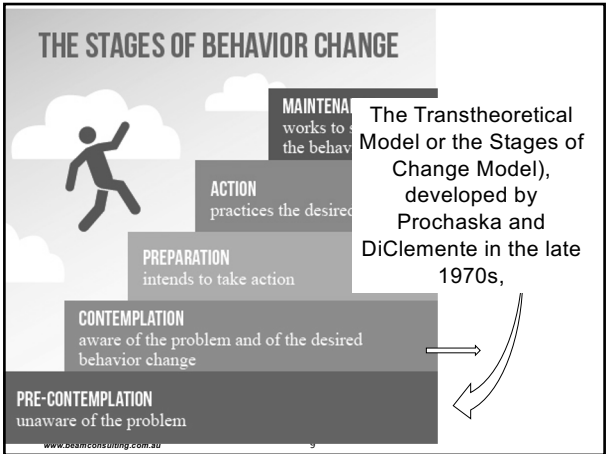 THE STAGES OF BEHAVIOR CHANGE
MAINTENA
works to
the behav
The Transtheoretical
Model or the Stages of
Change Model),
developed by
Prochaska and
DiClemente in the late
1970s,
ACTION
practices the desired
PREPARATION
intends to take action
CONTEMPLATION
aware of the problem and of the desired
behavior change
PRE-CONTEMPLATION
unaware of the problem
www.beamconsulting.com.au
9